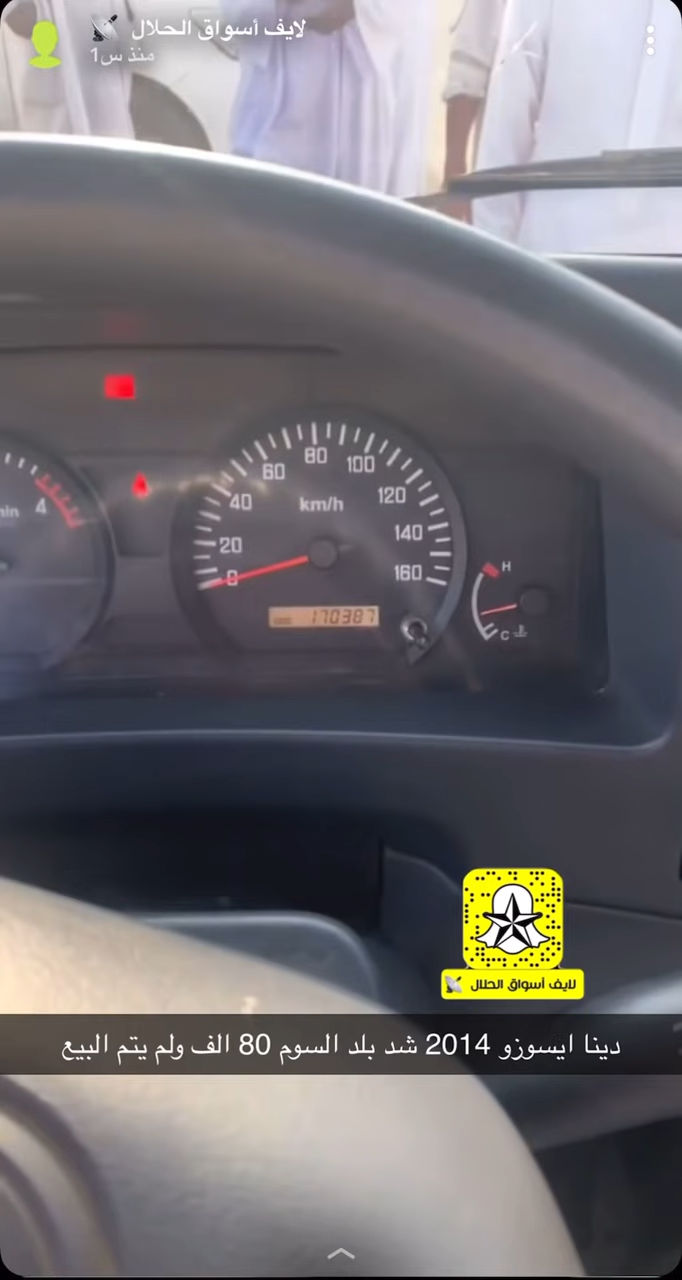 لايف أسواق الحلال
منذ س1
80
60
100
40
km/h
120
4
20
140
0
160
H
170387
C
لايف أسواق الحلال
دينا ايسوزو 2014 شد بلد السوم 80 الف ولم يتم البيع